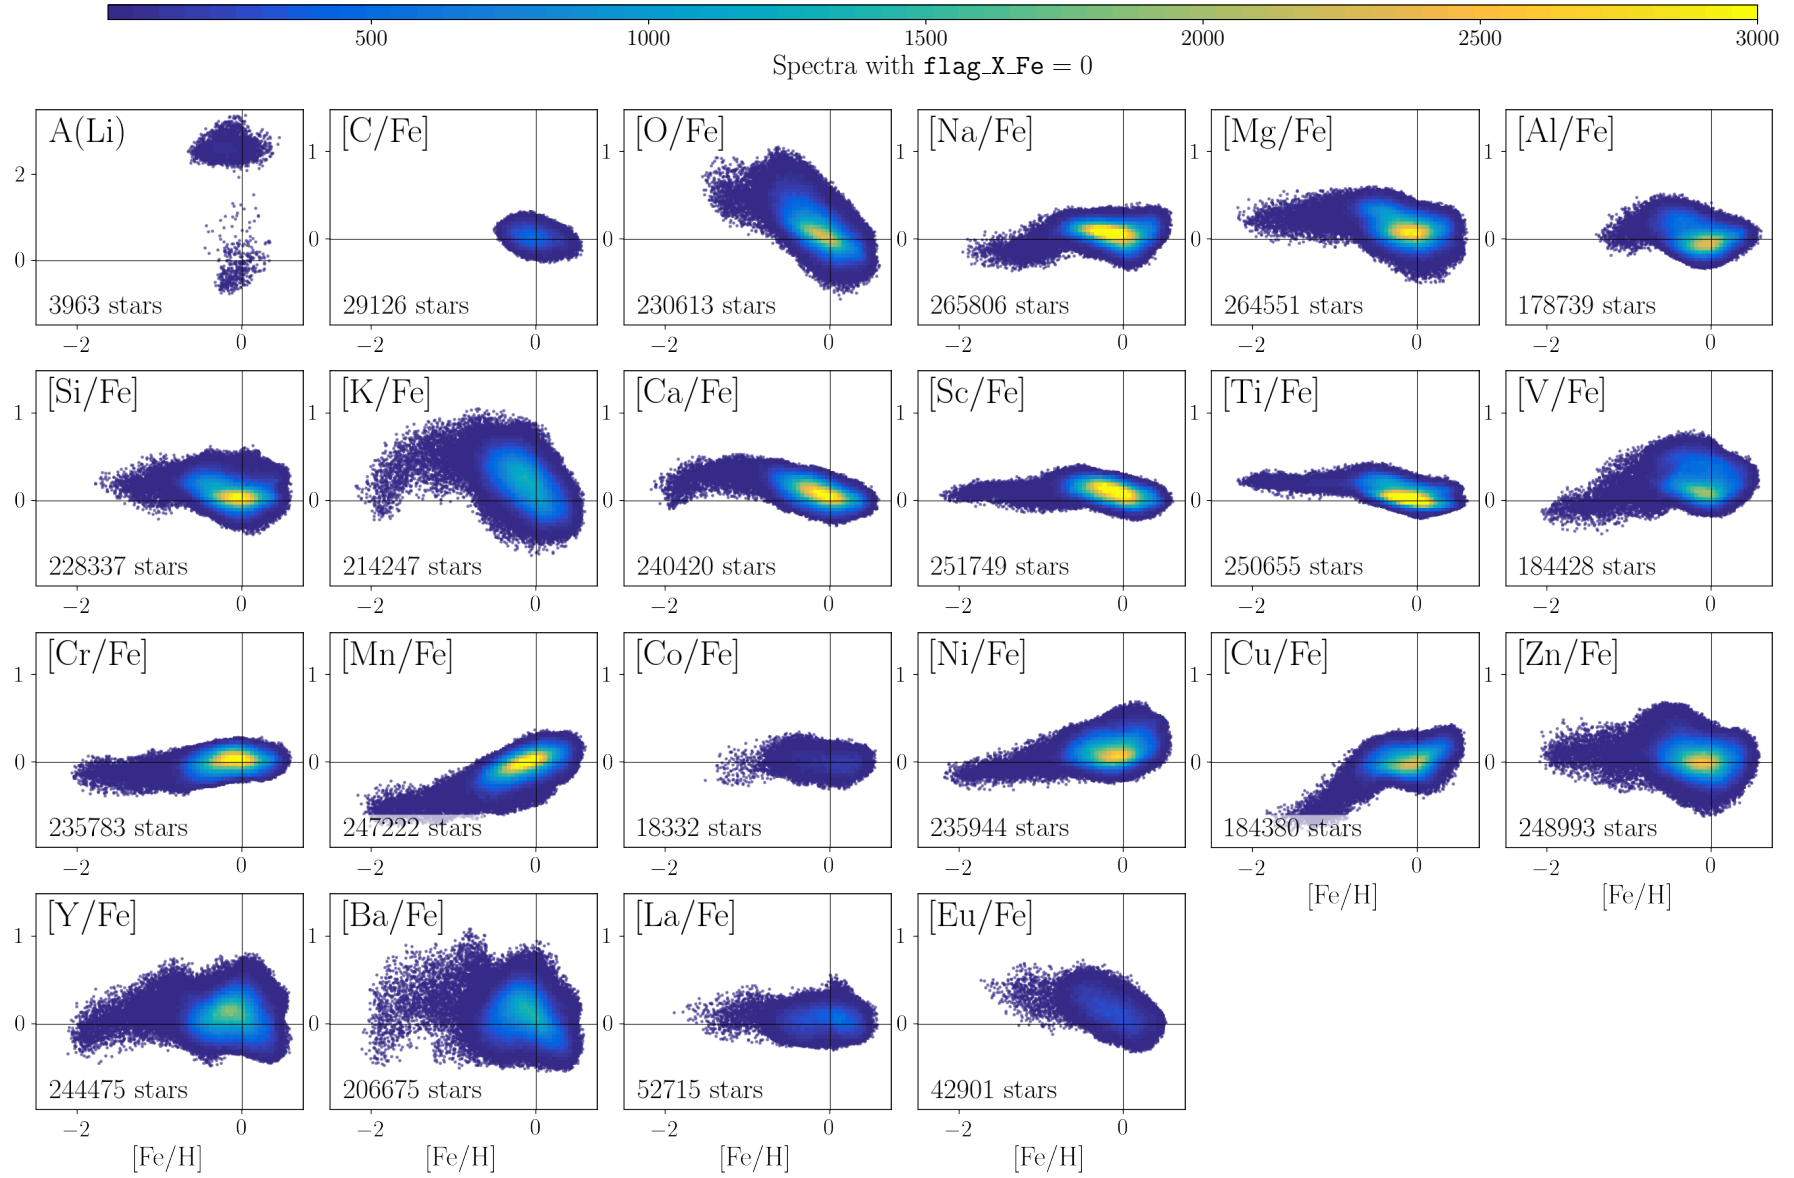 500 1000 1500 2000 2500 3000
Spectra with flag_X_Fe = 0
A(Li) [C/Fe] [O/Fe] [Na/Fe] [Mg/Fe] [Al/Fe]
1 1 1 1 1
2
0 0 0 0 0
0
3963 stars 29126 stars 230613 stars 265806 stars 264551 stars 178739 stars
−2 0 −2 0 −2 0 −2 0 −2 0 −2 0
[Si/Fe] [K/Fe] [Ca/Fe] [Sc/Fe] [Ti/Fe] [V/Fe]
1 1 1 1 1 1
0 0 0 0 0 0
228337 stars 214247 stars 240420 stars 251749 stars 250655 stars 184428 stars
−2 0 −2 0 −2 0 −2 0 −2 0 −2 0
[Cr/Fe] [Mn/Fe] [Co/Fe] [Ni/Fe] [Cu/Fe] [Zn/Fe]
1 1 1 1 1 1
0 0 0 0 0 0
235783 stars 247222 stars 18332 stars 235944 stars 184380 stars 248993 stars
−2 0 −2 0 −2 0 −2 0 −2 0 −2 0
[Fe/H] [Fe/H]
[Y/Fe] [Ba/Fe] [La/Fe] [Eu/Fe]
1 1 1 1
0 0 0 0
244475 stars 206675 stars 52715 stars 42901 stars
−2 0 −2 0 −2 0 −2 0
[Fe/H] [Fe/H] [Fe/H] [Fe/H]